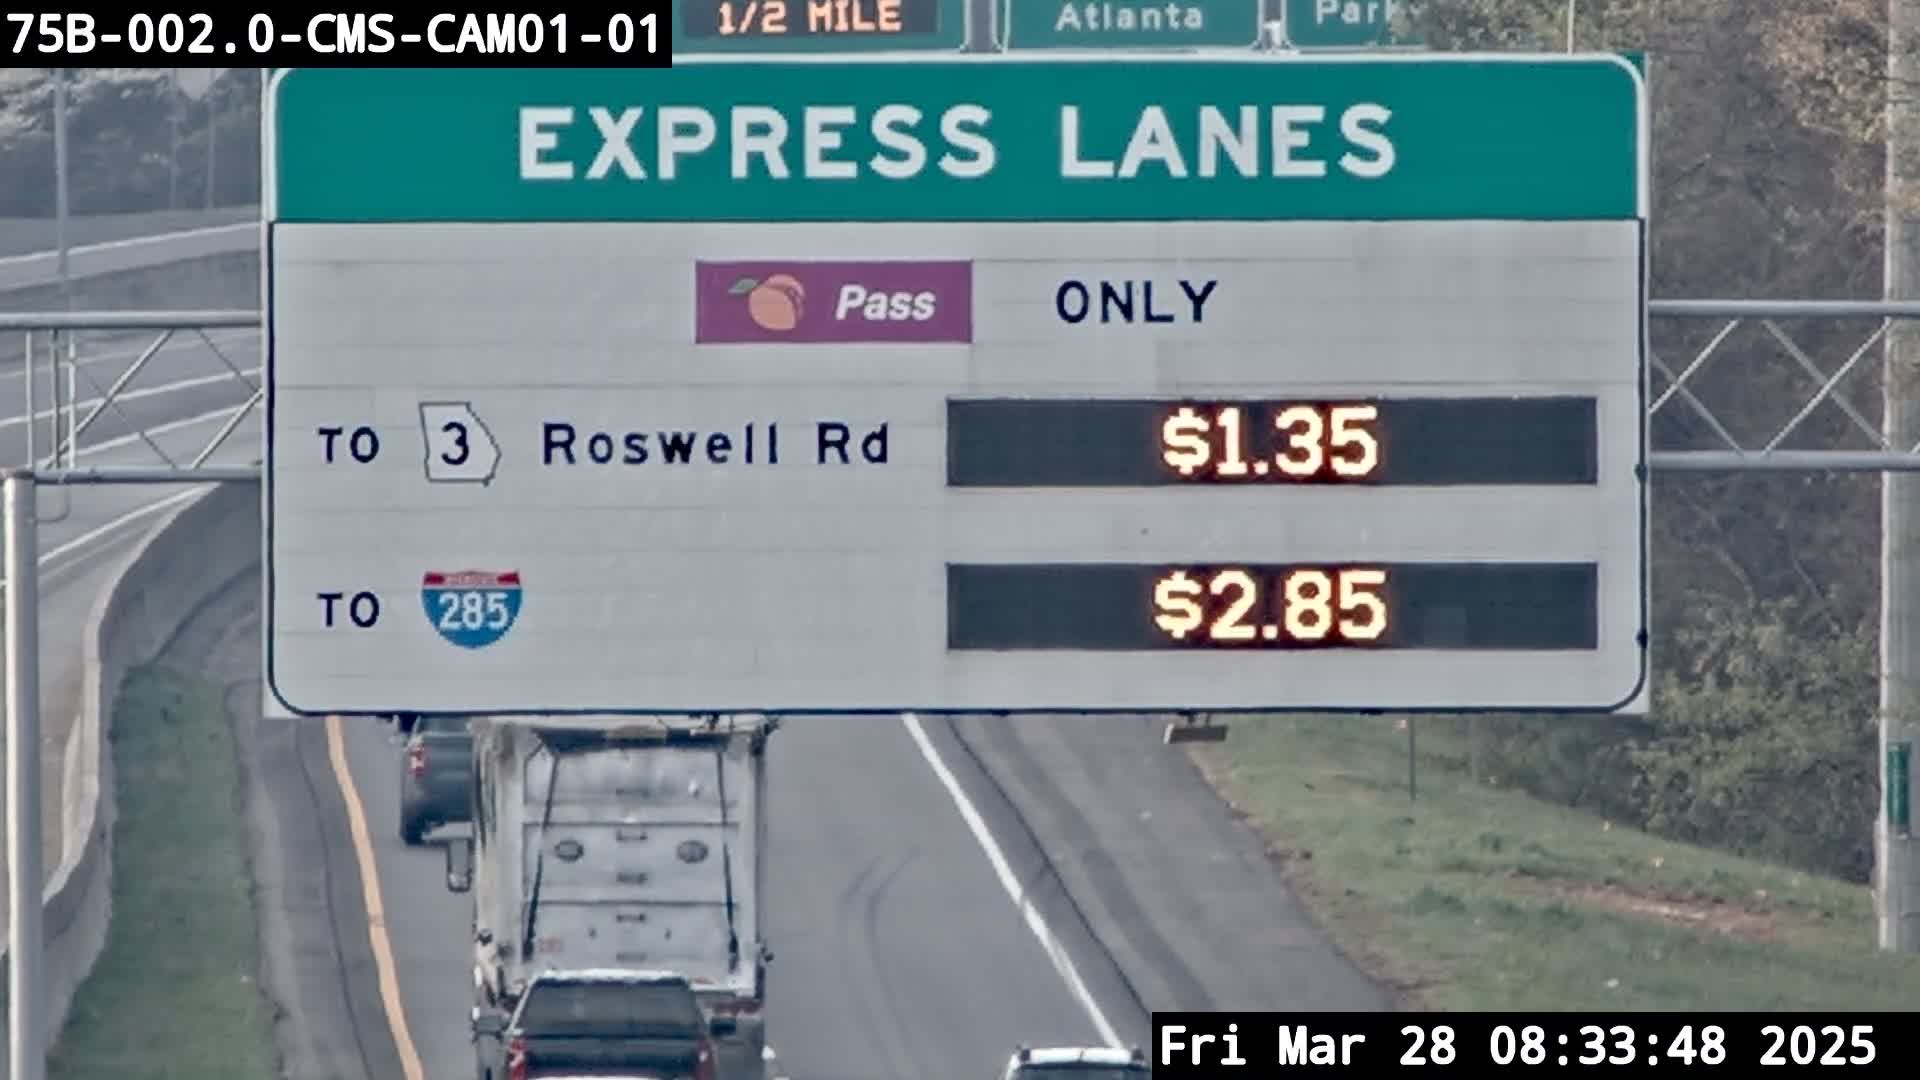 75B-002.0-CMS-CAM01-01
1/2 MILE
Atlanta
EXPRESS LANES
Pass ONLY
TO 3 Roswell Rd $1.35
TO 285 $2.85
Fri Mar 28 08:33:48 2025